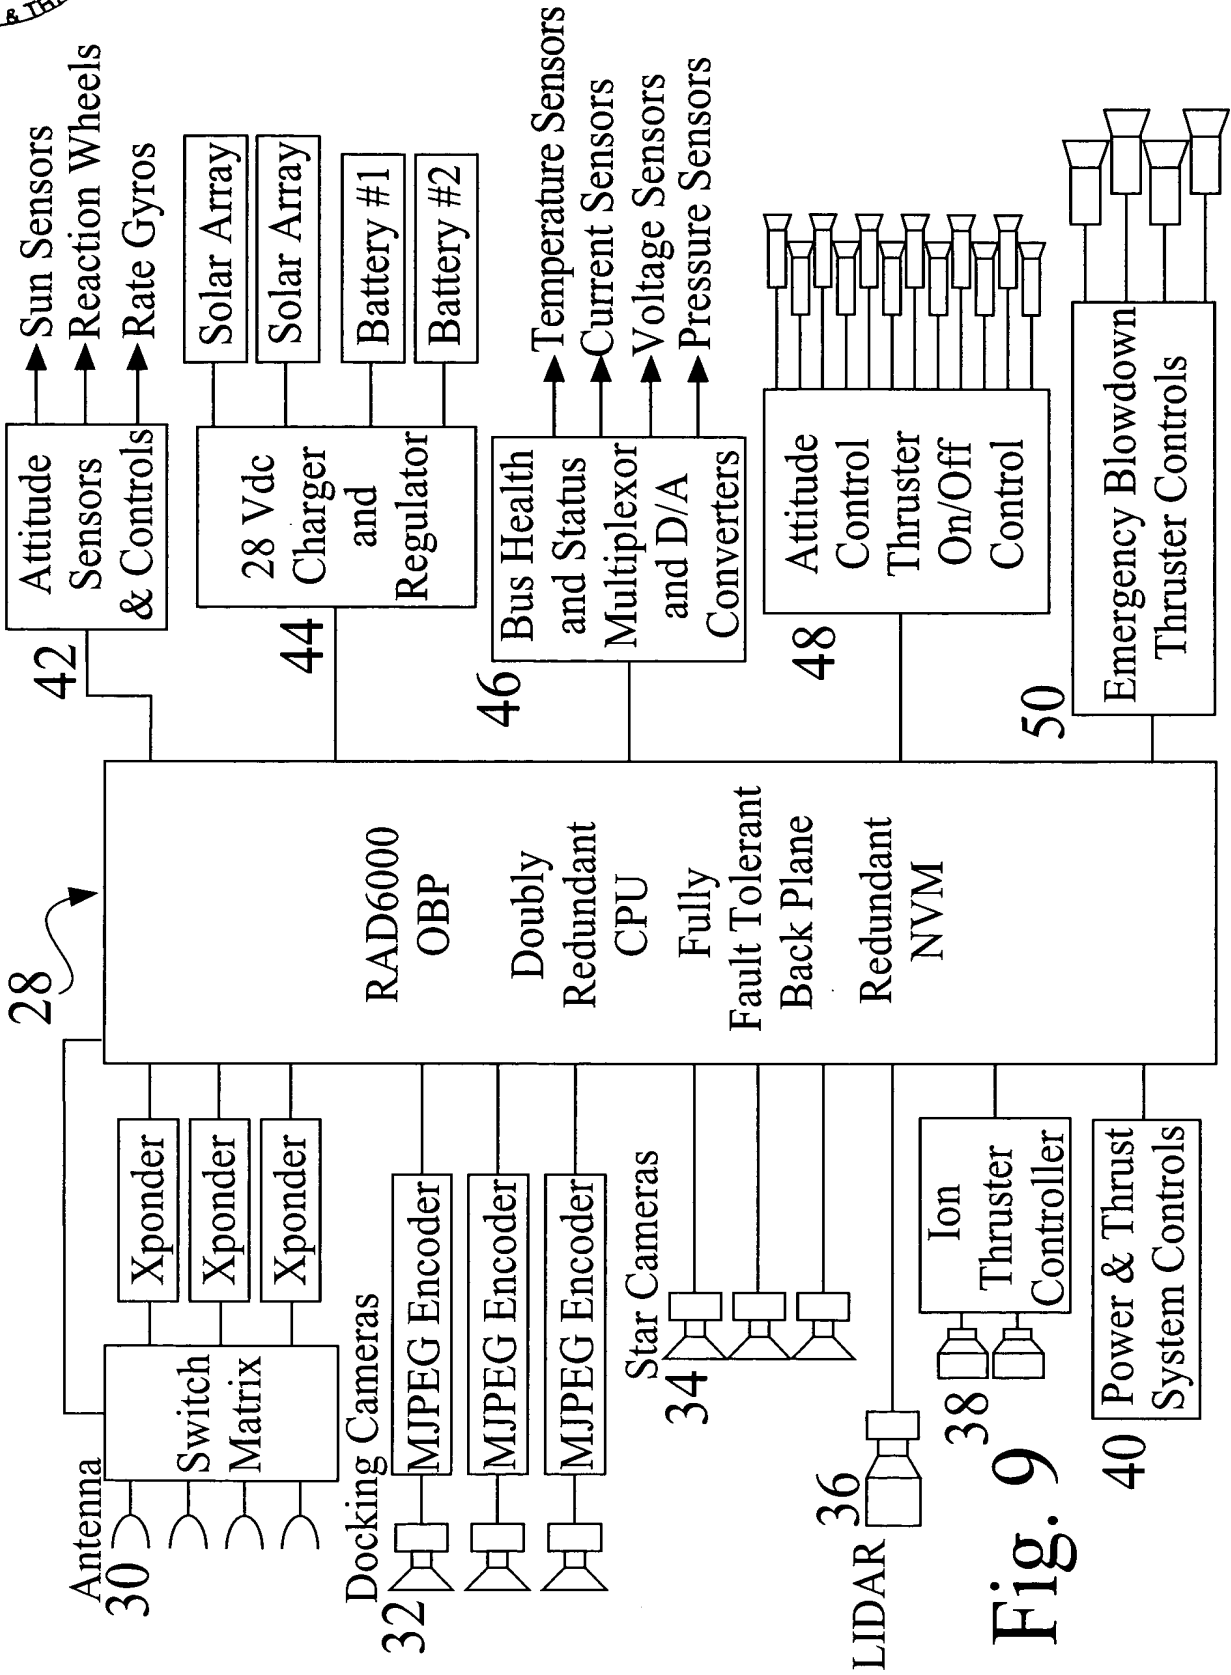 & THE
Antenna
30
Switch
Matrix
Xponder
Xponder
Xponder
Docking Cameras
32
MJPEG Encoder
MJPEG Encoder
MJPEG Encoder
Star Cameras
34
LIDAR
36
38
Ion
Thruster
Controller
40
Power & Thrust
System Controls
28
RAD6000
OBP
Doubly
Redundant
CPU
Fully
Fault Tolerant
Back Plane
Redundant
NVM
42
Attitude
Sensors
& Controls
Sun Sensors
Reaction Wheels
Rate Gyros
44
28 Vdc
Charger
and
Regulator
Solar Array
Solar Array
Battery #1
Battery #2
46
Bus Health
and Status
Multiplexor
and D/A
Converters
Temperature Sensors
Current Sensors
Voltage Sensors
Pressure Sensors
48
Attitude
Control
Thruster
On/Off
Control
50
Emergency Blowdown
Thruster Controls
Fig. 9